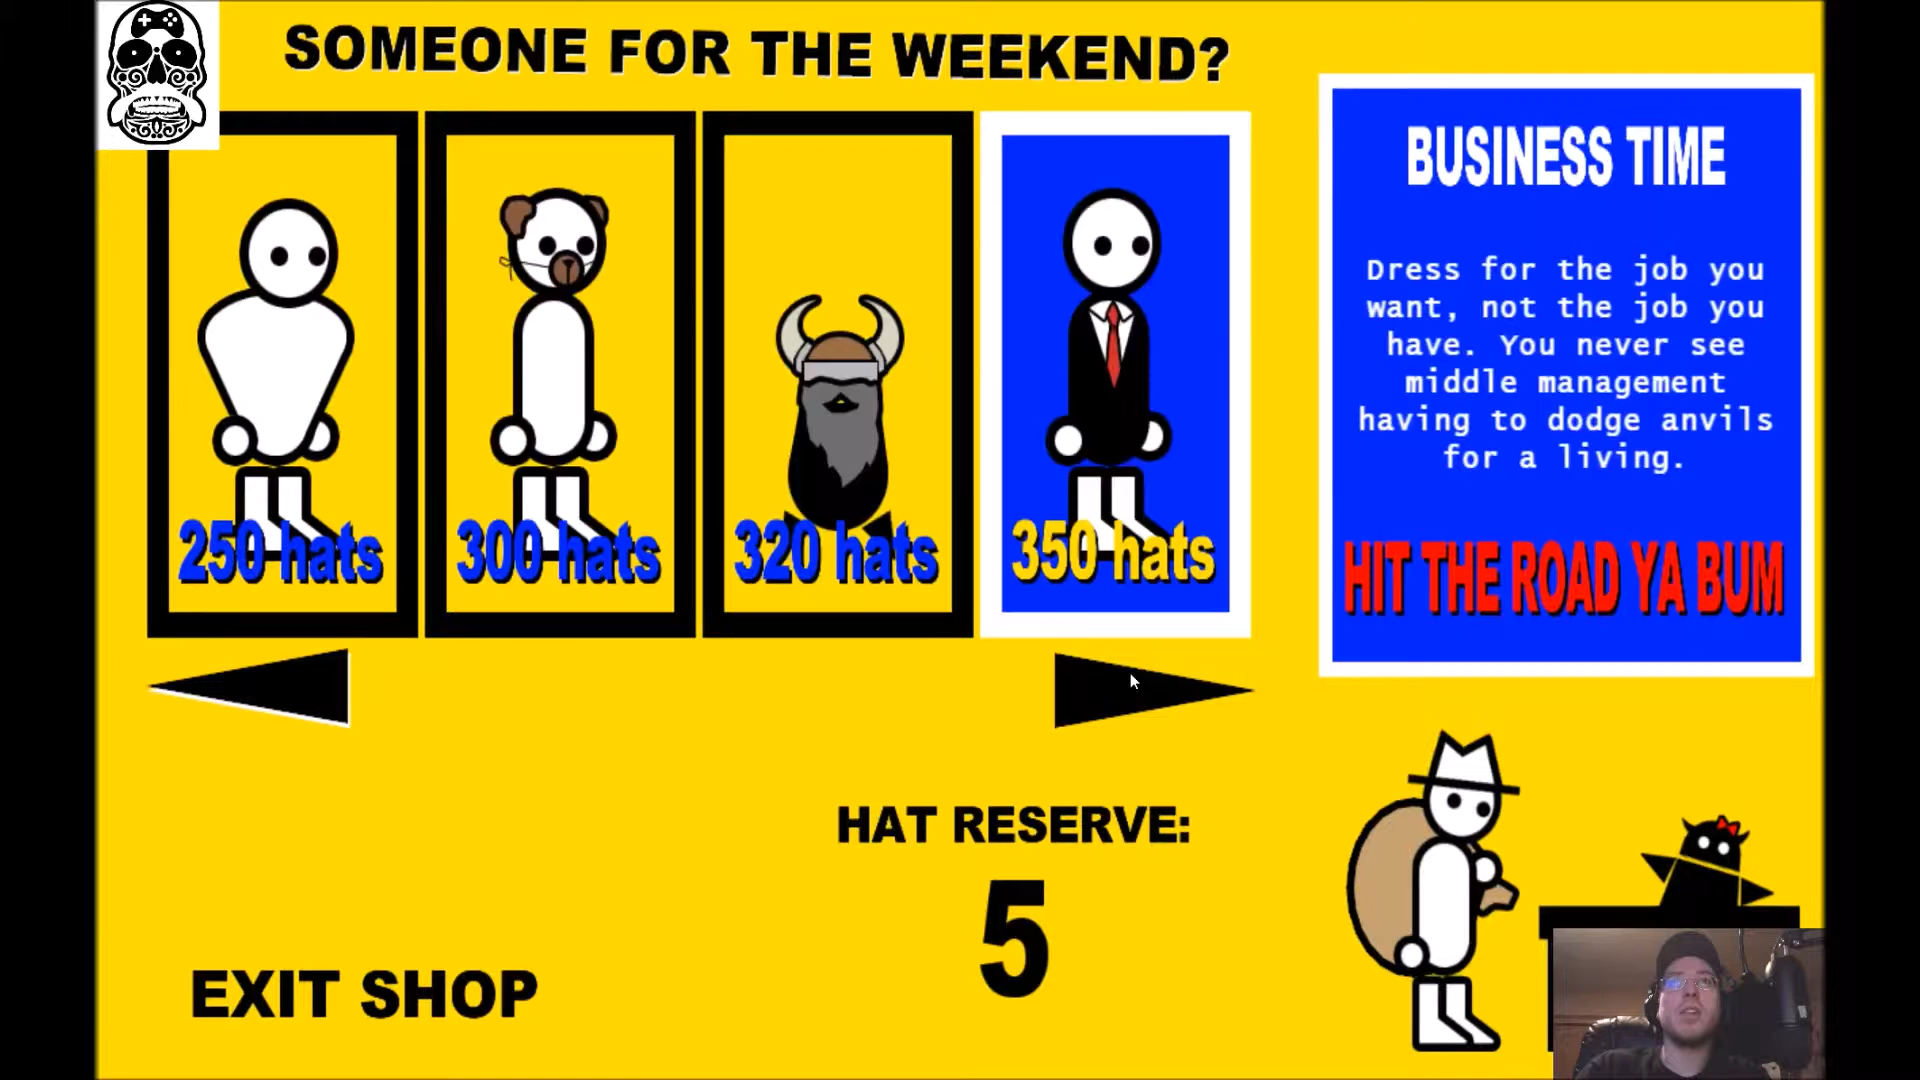 SOMEONE FOR THE WEEKEND?
250 hats
300 hats
320 hats
350 hats
BUSINESS TIME
Dress for the job you
want, not the job you
have. You never see
middle management
having to dodge anvils
for a living.
HIT THE ROAD YA BUM
HAT RESERVE:
5
EXIT SHOP